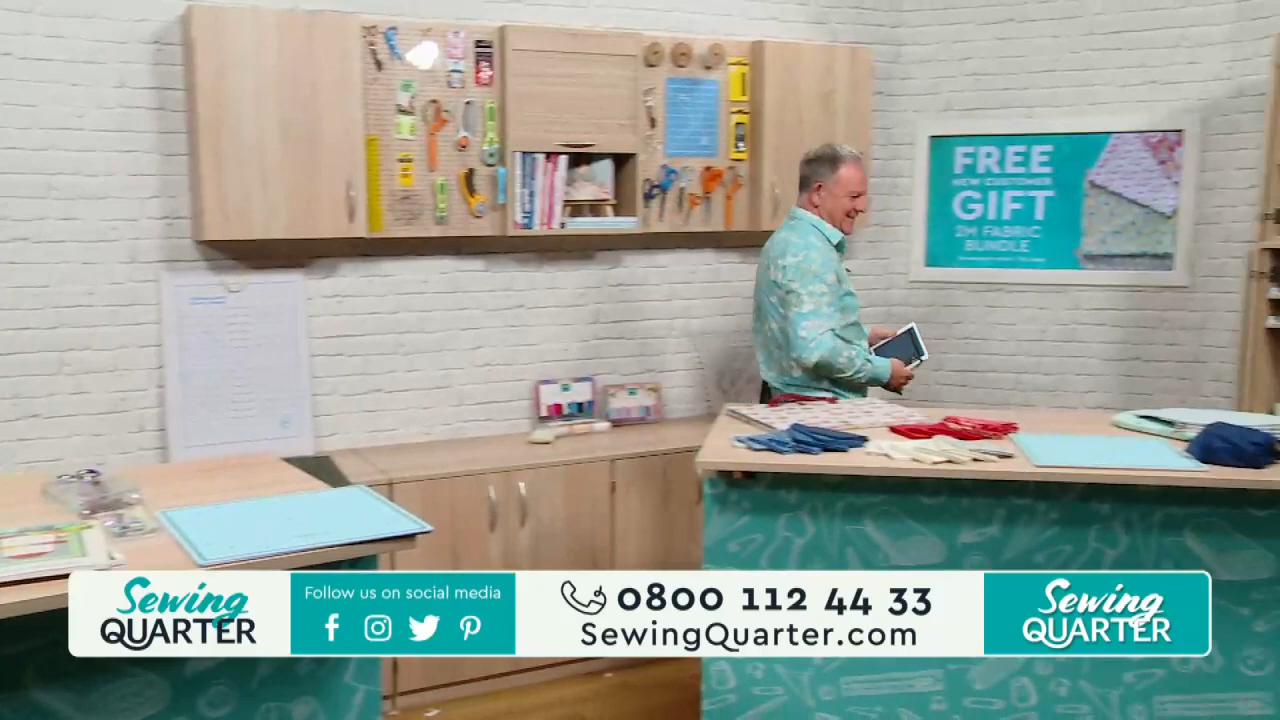 FREE
NEW CUSTOMER
GIFT
2M FABRIC
BUNDLE
Sewing
QUARTER
Follow us on social media
0800 112 44 33
SewingQuarter.com
Sewing
QUARTER